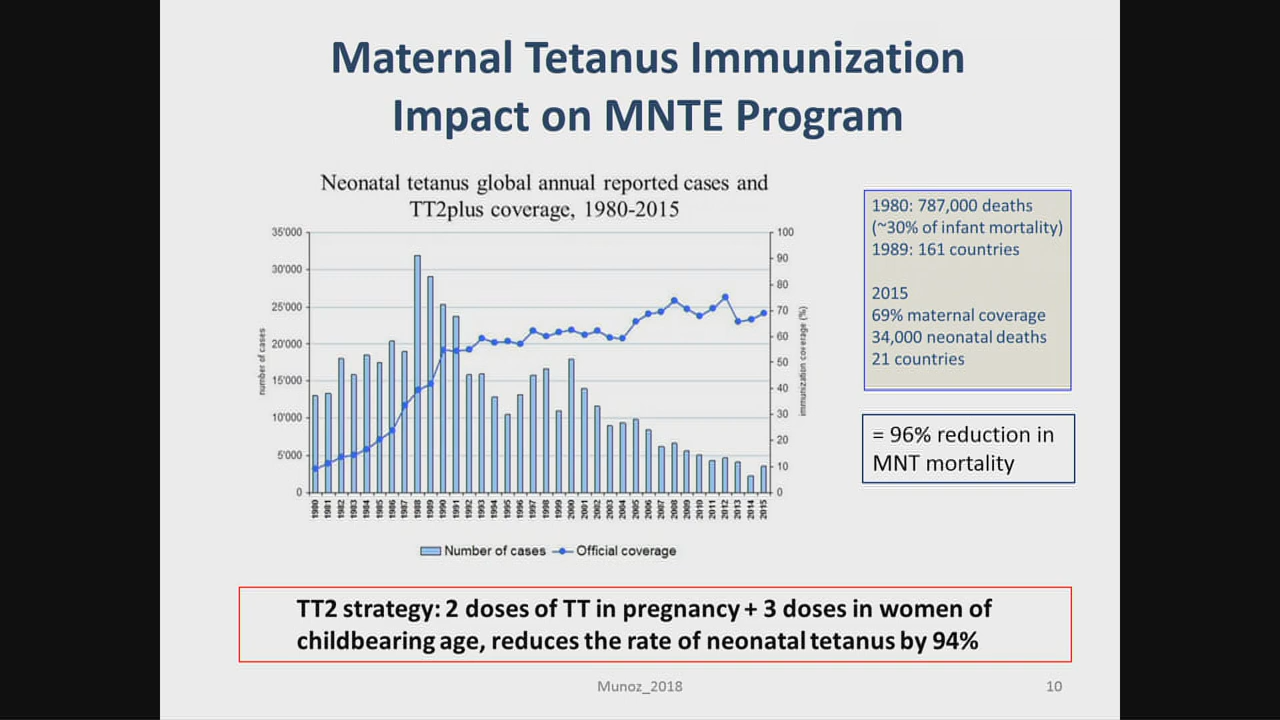 Maternal Tetanus Immunization
Impact on MNTE Program
Neonatal tetanus global annual reported cases and
TT2plus coverage, 1980-2015
35'000
30'000
25'000
20'000
15'000
10'000
5'000
0
number of cases
100
90
80
70
60
50
40
30
20
10
0
immunization coverage (%)
1980 1981 1982 1983 1984 1985 1986 1987 1988 1989 1990 1991 1992 1993 1994 1995 1996 1997 1998 1999 2000 2001 2002 2003 2004 2005 2006 2007 2008 2009 2010 2011 2012 2013 2014 2015
Number of cases Official coverage
1980: 787,000 deaths
(~30% of infant mortality)
1989: 161 countries
2015
69% maternal coverage
34,000 neonatal deaths
21 countries
= 96% reduction in
MNT mortality
TT2 strategy: 2 doses of TT in pregnancy + 3 doses in women of
childbearing age, reduces the rate of neonatal tetanus by 94%
Munoz_2018
10